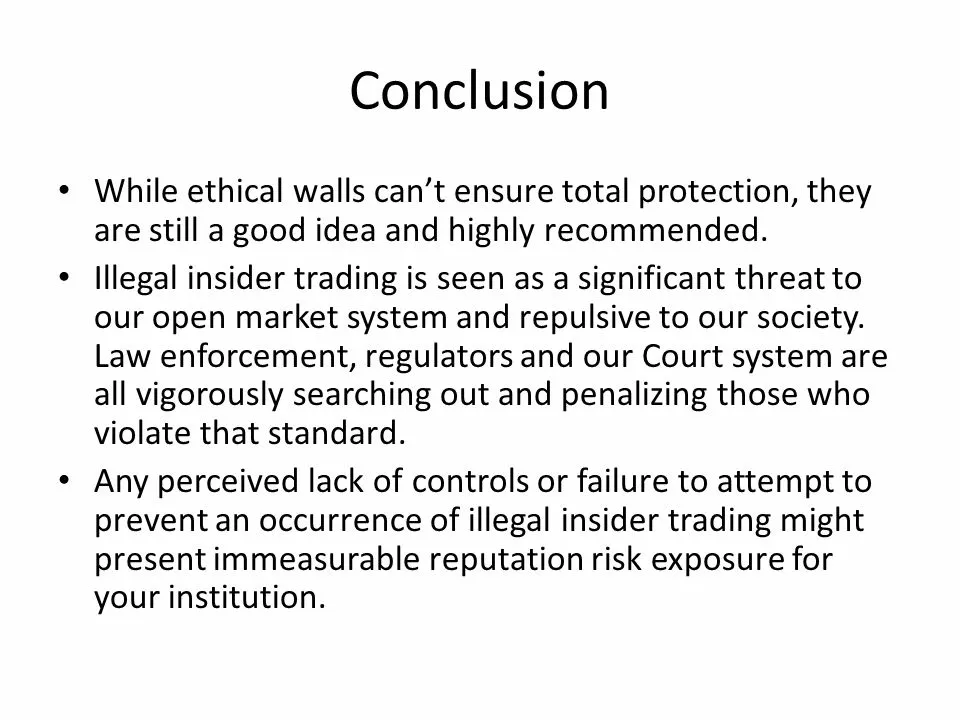 Conclusion
• While ethical walls can’t ensure total protection, they
are still a good idea and highly recommended.
• Illegal insider trading is seen as a significant threat to
our open market system and repulsive to our society.
Law enforcement, regulators and our Court system are
all vigorously searching out and penalizing those who
violate that standard.
• Any perceived lack of controls or failure to attempt to
prevent an occurrence of illegal insider trading might
present immeasurable reputation risk exposure for
your institution.